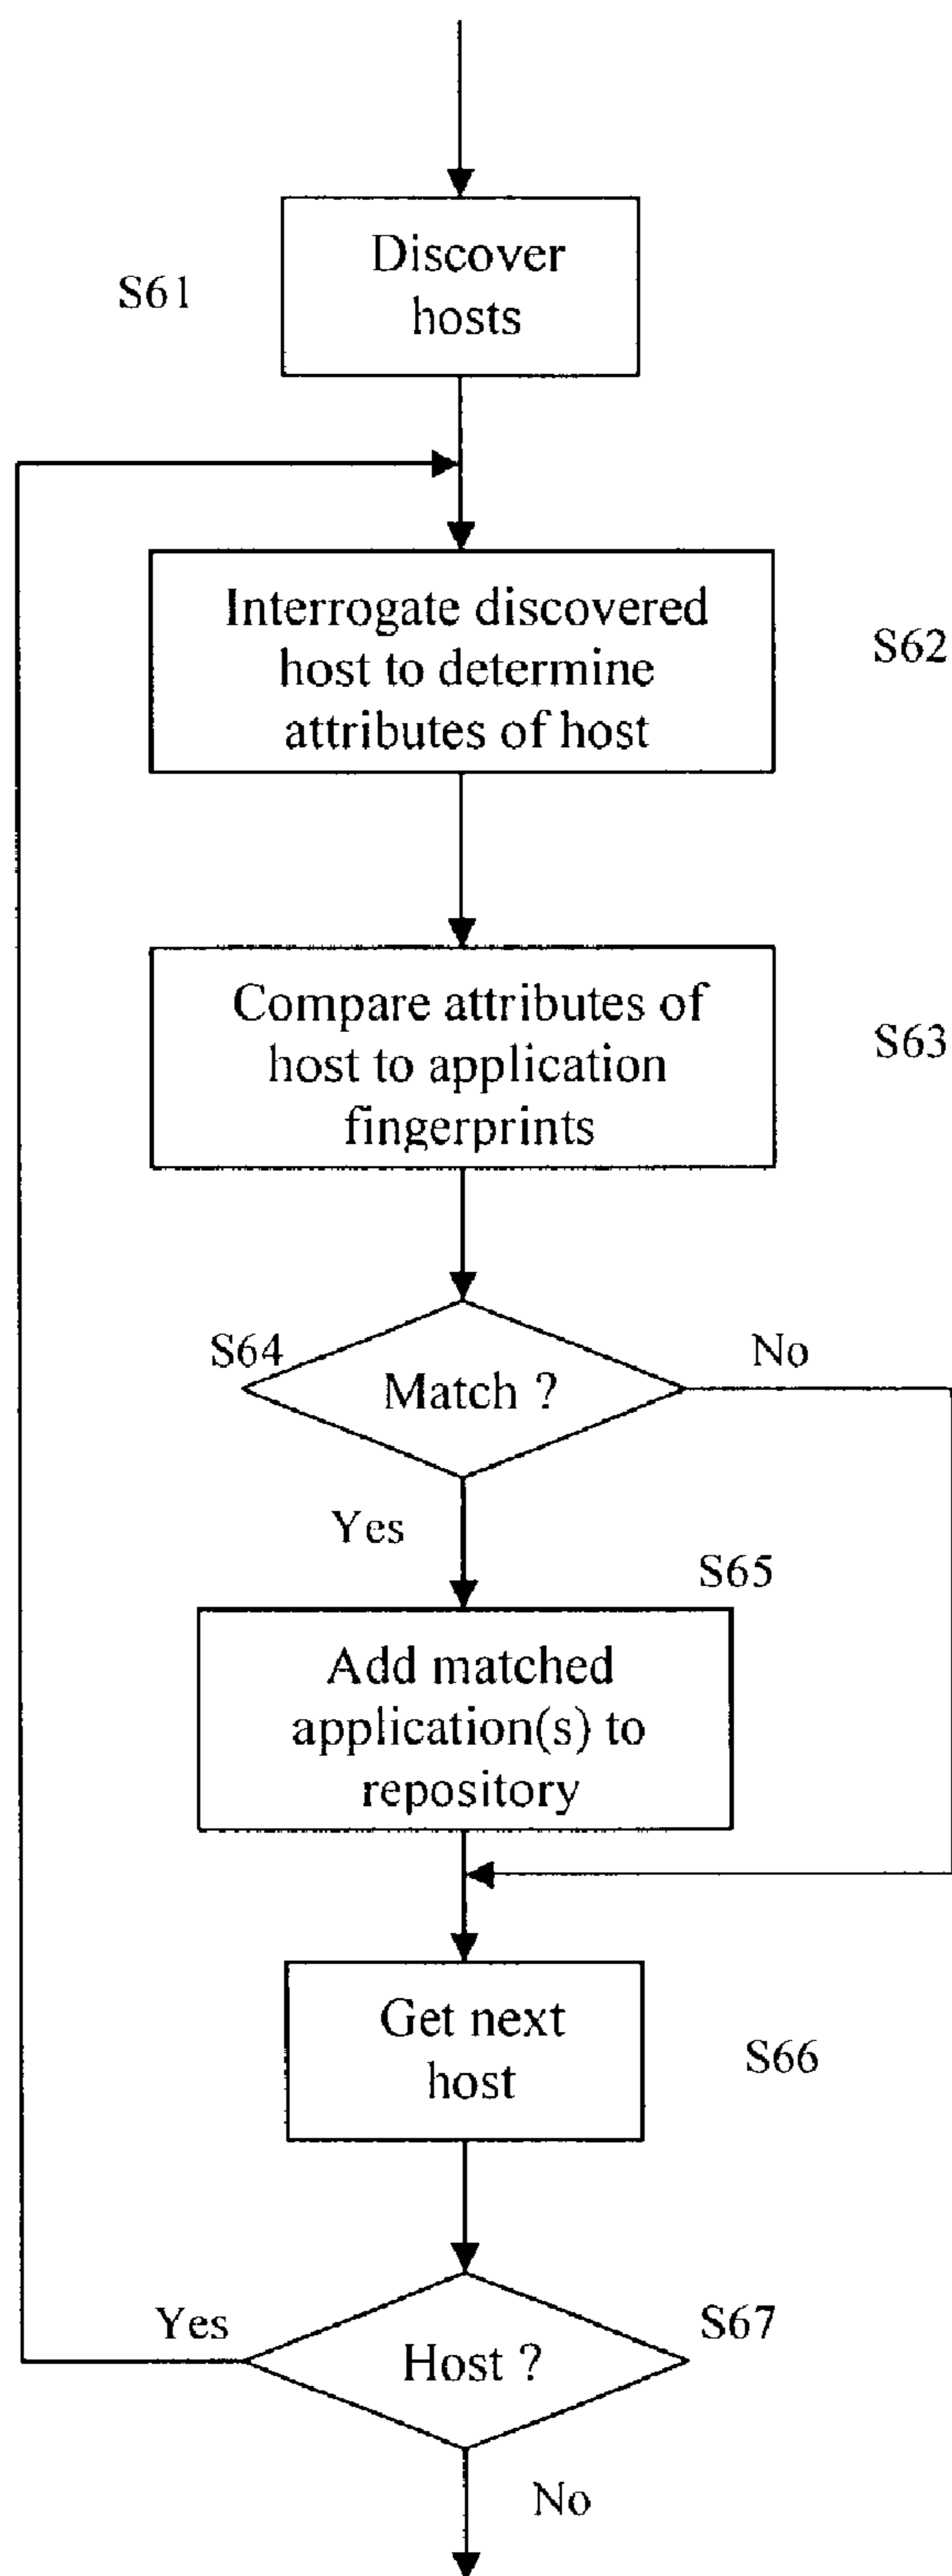 Discover
hosts
S61
Interrogate discovered
host to determine
attributes of host
S62
Compare attributes of
host to application
fingerprints
S63
S64
Match ?
No
Yes
S65
Add matched
application(s) to
repository
Get next
host
S66
Yes
Host ?
S67
No